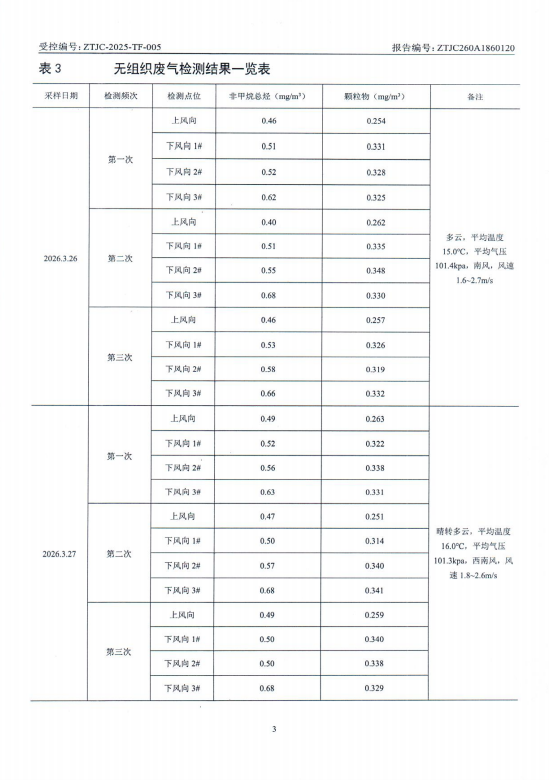 受控编号: ZTJC-2025-TF-005 报告编号: ZTJC260A1860120
表 3 无组织废气检测结果一览表
采样日期 检测频次 检测点位 非甲烷总烃（mg/m³） 颗粒物（mg/m³） 备注
2026.3.26 第一次 上风向 0.46 0.254
下风向 1# 0.51 0.331
下风向 2# 0.52 0.328
下风向 3# 0.62 0.325
第二次 上风向 0.40 0.262
下风向 1# 0.51 0.335
下风向 2# 0.55 0.348
下风向 3# 0.68 0.330
第三次 上风向 0.46 0.257
下风向 1# 0.53 0.326
下风向 2# 0.58 0.319
下风向 3# 0.66 0.332
多云，平均温度
15.0℃，平均气压
101.4kpa，南风，风速
1.6~2.7m/s
2026.3.27 第一次 上风向 0.49 0.263
下风向 1# 0.52 0.322
下风向 2# 0.56 0.338
下风向 3# 0.63 0.331
第二次 上风向 0.47 0.251
下风向 1# 0.50 0.314
下风向 2# 0.57 0.340
下风向 3# 0.68 0.341
第三次 上风向 0.49 0.259
下风向 1# 0.50 0.340
下风向 2# 0.50 0.338
下风向 3# 0.68 0.329
晴转多云，平均温度
16.0℃，平均气压
101.3kpa，西南风，风
速 1.8~2.6m/s
3